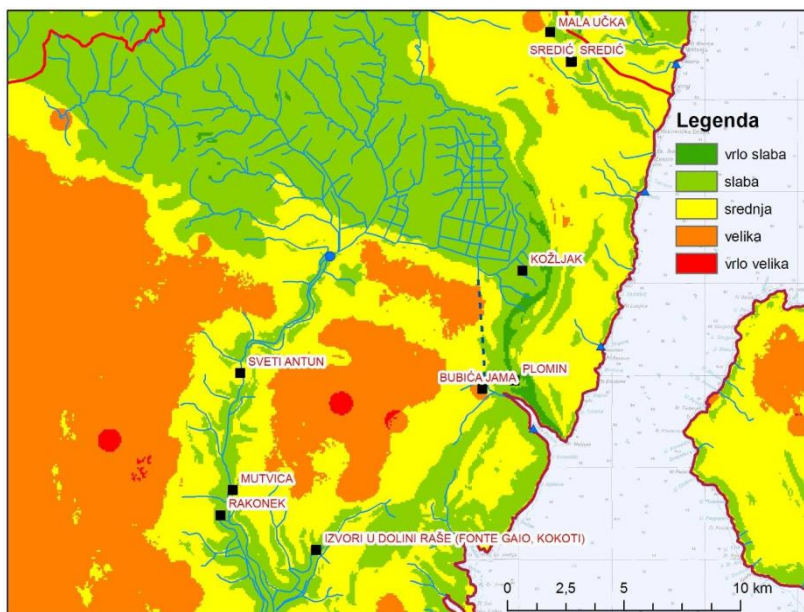 MALA UČKA
SREDIĆ SREDIĆ
Legenda
vrlo slaba
slaba
srednja
velika
vrlo velika
KOŽLJAK
SVETI ANTUN
BUBIĆA JAMA
PLOMIN
MUTVICA
RAKONEK
IZVORI U DOLINI RAŠE (FONTE GAIO, KOKOTI)
0 2,5 5 10 km